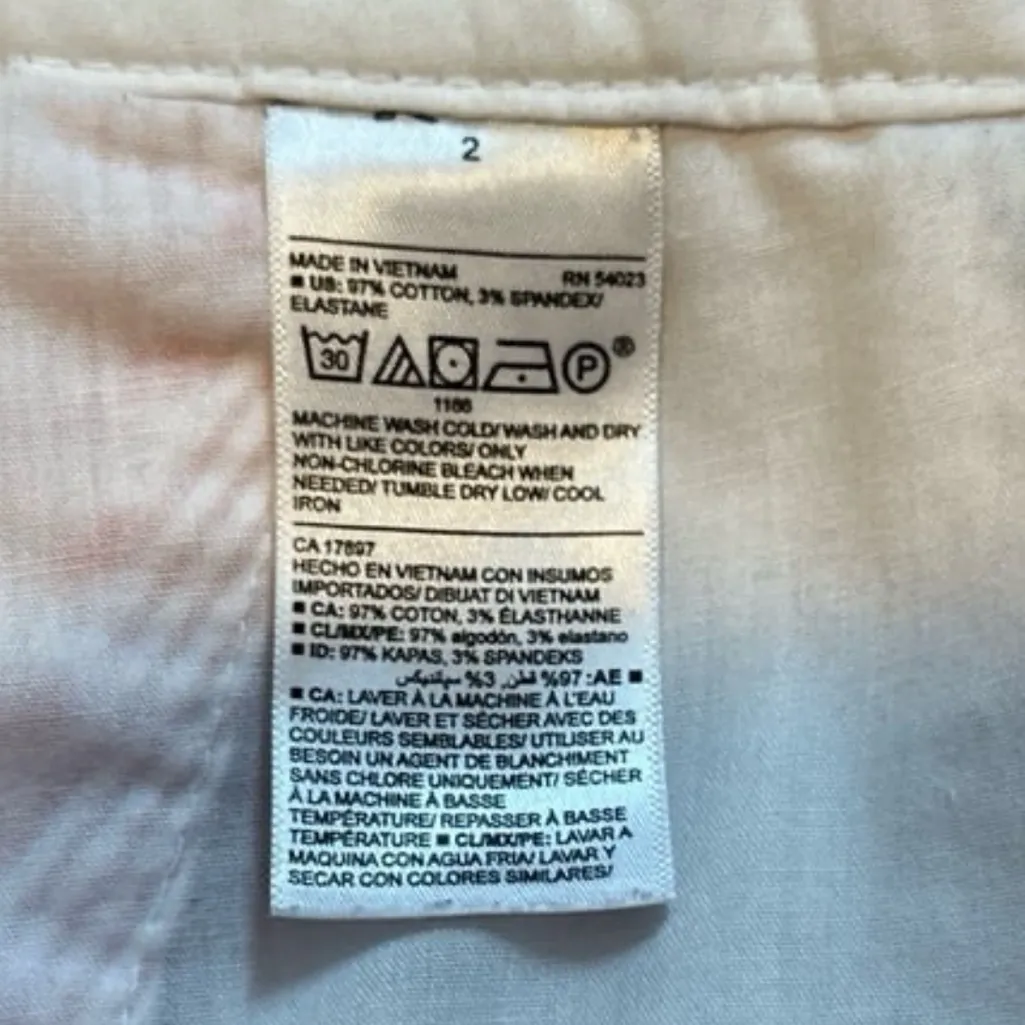 2
MADE IN VIETNAM RN 54023
■ US: 97% COTTON, 3% SPANDEX/
ELASTANE
30 P ®
1166
MACHINE WASH COLD/ WASH AND DRY
WITH LIKE COLORS/ ONLY
NON-CHLORINE BLEACH WHEN
NEEDED/ TUMBLE DRY LOW/ COOL
IRON
CA 17897
HECHO EN VIETNAM CON INSUMOS
IMPORTADOS/ DIBUAT DI VIETNAM
■ CA: 97% COTON, 3% ÉLASTHANNE
■ CL/MX/PE: 97% algodón, 3% elastano
■ ID: 97% KAPAS, 3% SPANDEKS
■ AE: 97% قطن, 3% سپاندیکس
■ CA: LAVER À LA MACHINE À L'EAU
FROIDE/ LAVER ET SÉCHER AVEC DES
COULEURS SEMBLABLES/ UTILISER AU
BESOIN UN AGENT DE BLANCHIMENT
SANS CHLORE UNIQUEMENT/ SÉCHER
À LA MACHINE À BASSE
TEMPÉRATURE/ REPASSER À BASSE
TEMPÉRATURE ■ CL/MX/PE: LAVAR A
MAQUINA CON AGUA FRIA/ LAVAR Y
SECAR CON COLORES SIMILARES/